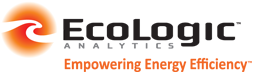 EcoLogic™
ANALYTICS
Empowering Energy Efficiency™